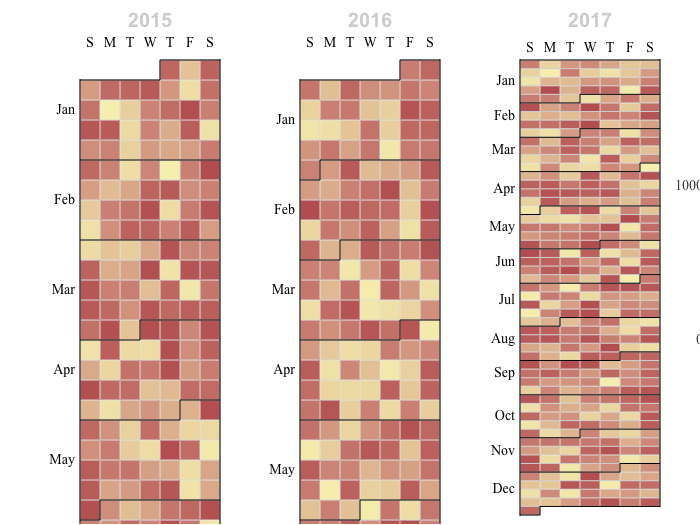 2015 2016 2017
S M T W T F S S M T W T F S S M T W T F S
Jan
Feb
Mar
Apr
May
Jan
Feb
Mar
Apr
May
Jan
Feb
Mar
Apr
May
Jun
Jul
Aug
Sep
Oct
Nov
Dec
1000
0